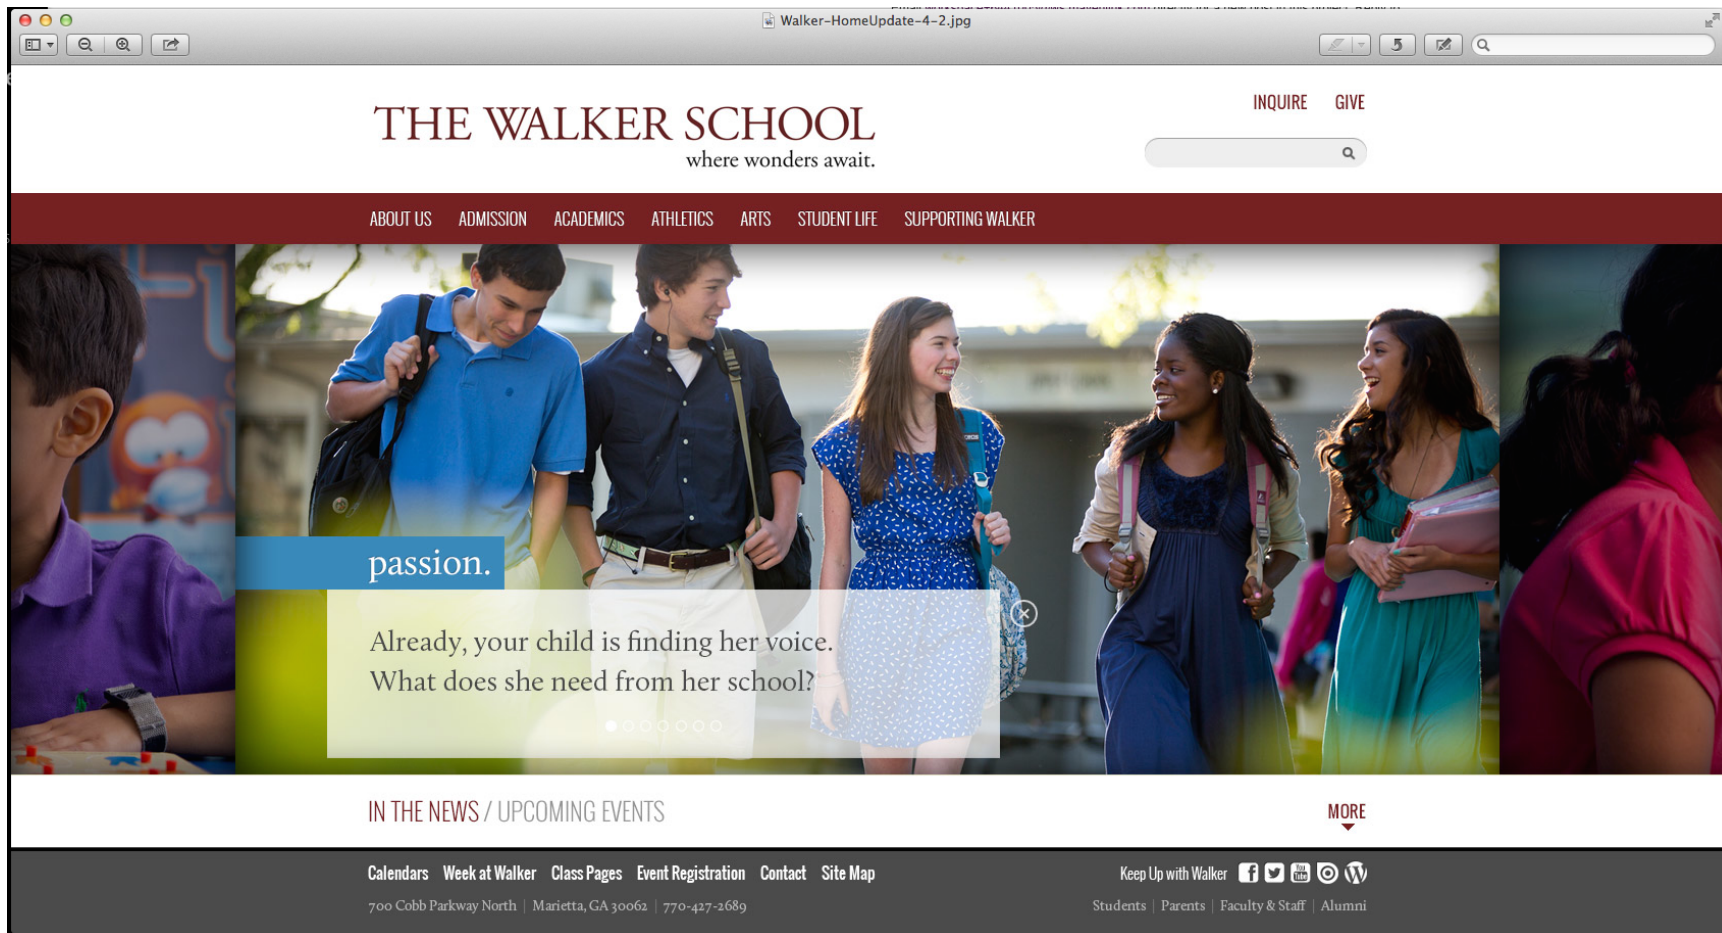 Walker-HomeUpdate-4-2.jpg
THE WALKER SCHOOL
where wonders await.
INQUIRE GIVE
ABOUT US ADMISSION ACADEMICS ATHLETICS ARTS STUDENT LIFE SUPPORTING WALKER
passion.
Already, your child is finding her voice.
What does she need from her school?
IN THE NEWS / UPCOMING EVENTS
MORE
Calendars Week at Walker Class Pages Event Registration Contact Site Map
Keep Up with Walker
700 Cobb Parkway North | Marietta, GA 30062 | 770-427-2689
Students | Parents | Faculty & Staff | Alumni